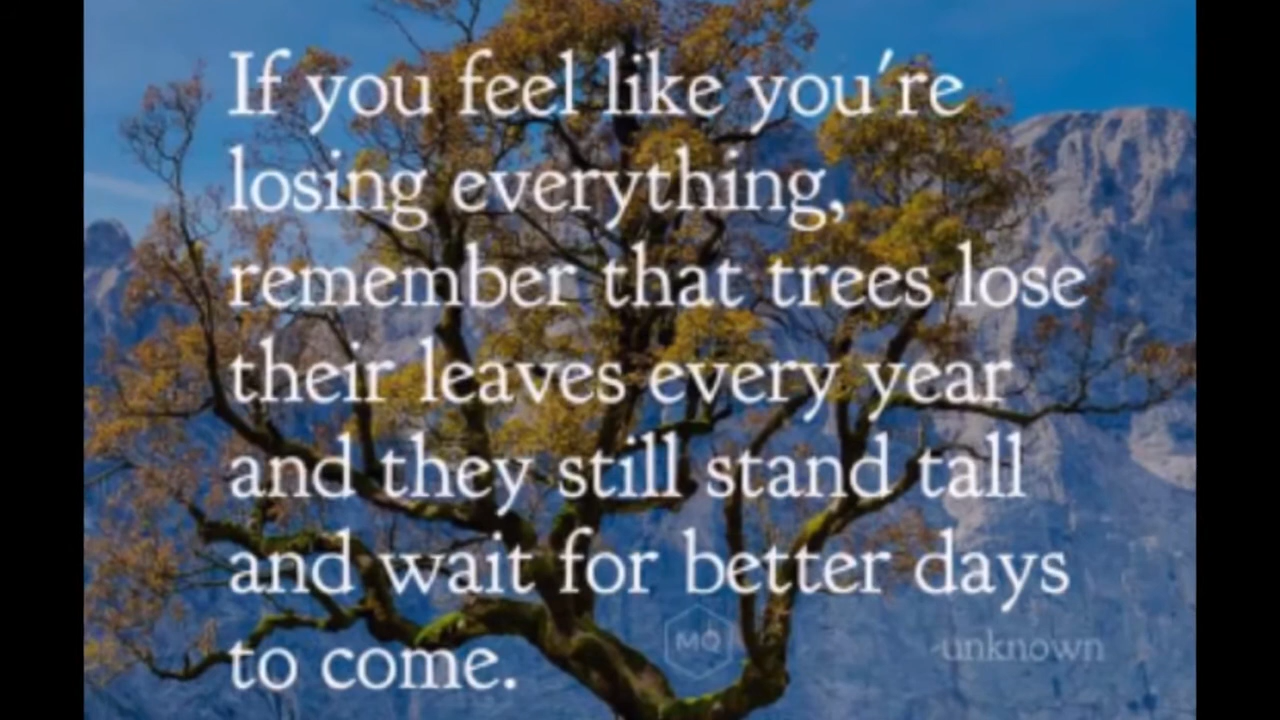 If you feel like you're
losing everything,
remember that trees lose
their leaves every year
and they still stand tall
and wait for better days
to come.
MQ
-unknown